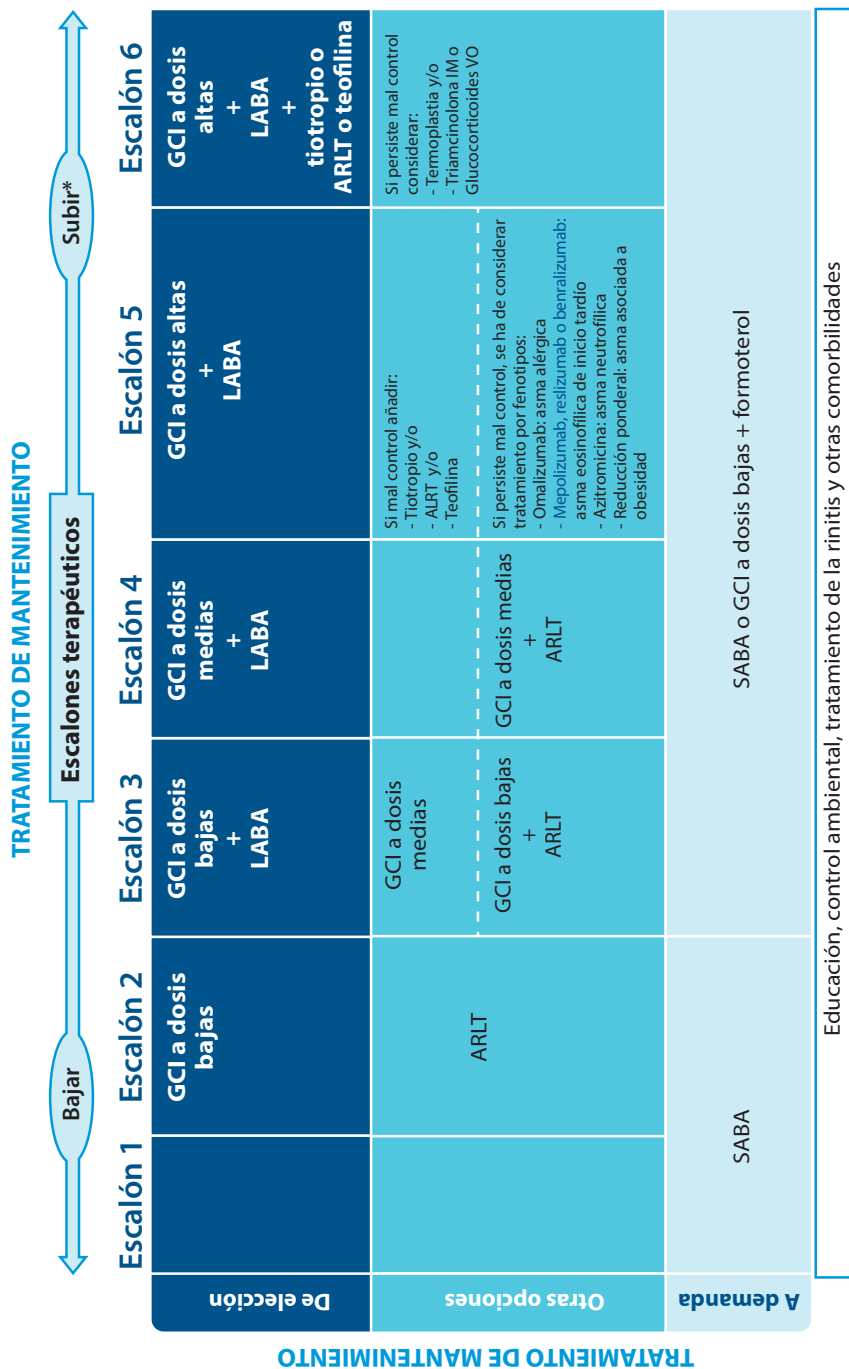 TRATAMIENTO DE MANTENIMIENTO
Bajar
Escalones terapéuticos
Subir*
Escalón 1
Escalón 2
Escalón 3
Escalón 4
Escalón 5
Escalón 6
TRATAMIENTO DE MANTENIMIENTO
De elección
GCI a dosis
bajas
GCI a dosis
bajas
+
LABA
GCI a dosis
medias
+
LABA
GCI a dosis altas
+
LABA
GCI a dosis
altas
+
LABA
+
tiotropio o
ARLT o teofilina
Otras opciones
ARLT
GCI a dosis
medias
GCI a dosis bajas
+
ARLT
GCI a dosis medias
+
ARLT
Si mal control añadir:
- Tiotropio y/o
- ALRT y/o
- Teofilina
Si persiste mal control, se ha de considerar
tratamiento por fenotipos:
- Omalizumab: asma alérgica
- Mepolizumab, reslizumab o benralizumab:
asma eosinofílica de inicio tardío
- Azitromicina: asma neutrofílica
- Reducción ponderal: asma asociada a
obesidad
Si persiste mal control
considerar:
- Termoplastia y/o
- Triamcinolona IM o
Glucocorticoides VO
A demanda
SABA
SABA o GCI a dosis bajas + formoterol
Educación, control ambiental, tratamiento de la rinitis y otras comorbilidades